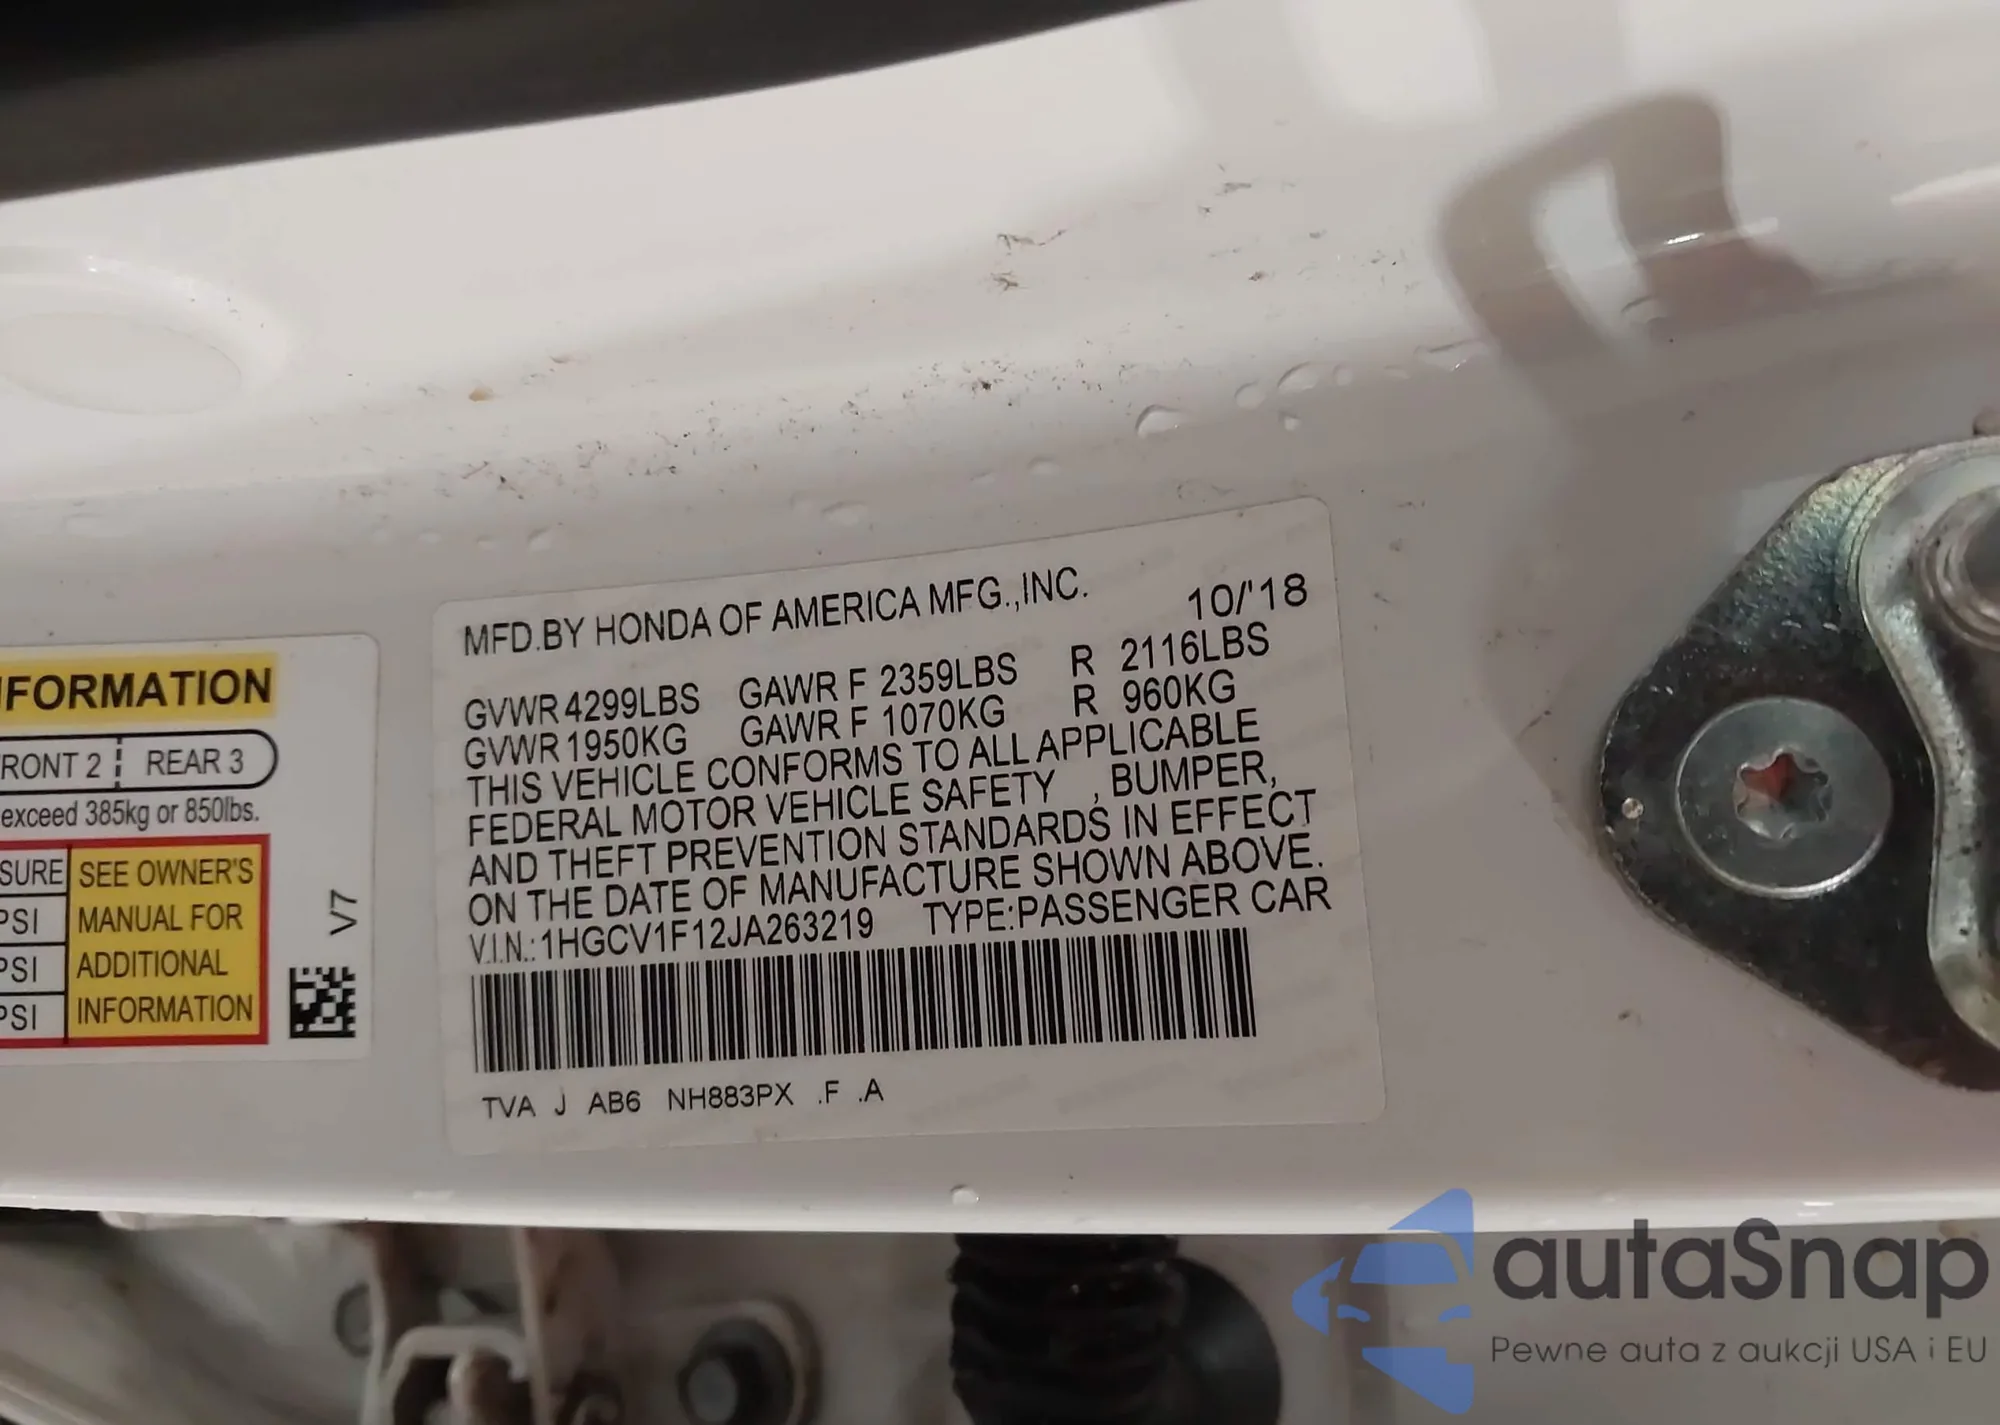 NFORMATION
RONT 2 REAR 3
exceed 385kg or 850lbs.
SURE SEE OWNER'S
PSI MANUAL FOR
PSI ADDITIONAL
PSI INFORMATION
V7
MFD.BY HONDA OF AMERICA MFG.,INC. 10/'18
GVWR 4299LBS GAWR F 2359LBS R 2116LBS
GVWR 1950KG GAWR F 1070KG R 960KG
THIS VEHICLE CONFORMS TO ALL APPLICABLE
FEDERAL MOTOR VEHICLE SAFETY , BUMPER,
AND THEFT PREVENTION STANDARDS IN EFFECT
ON THE DATE OF MANUFACTURE SHOWN ABOVE.
V.I.N.: 1HGCV1F12JA263219 TYPE:PASSENGER CAR
TVA J AB6 NH883PX .F .A
autaSnap
Pewne auta z aukcji USA i EU